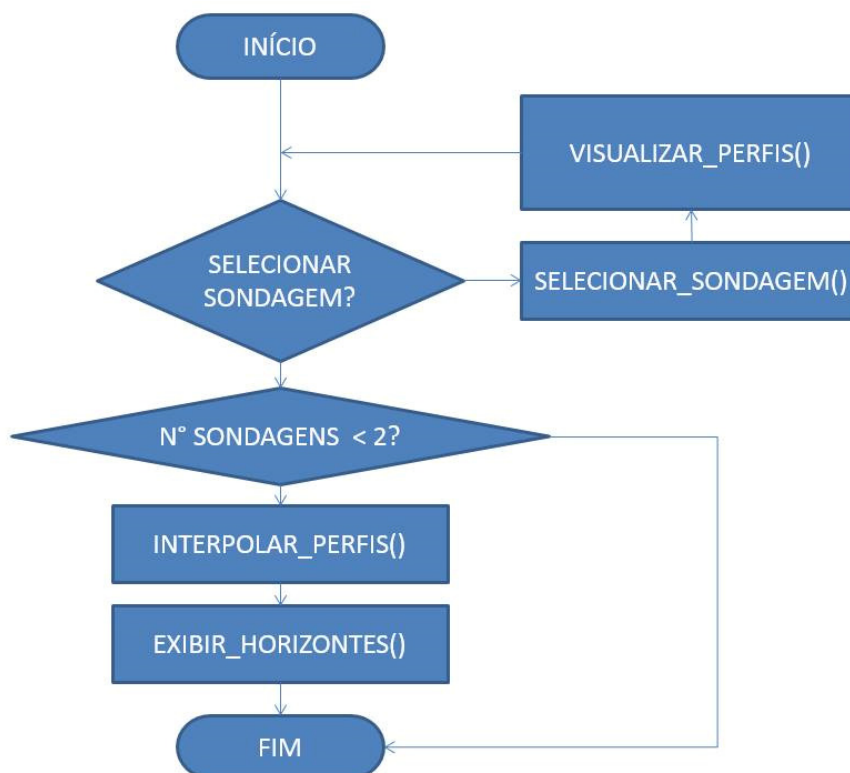 INÍCIO
VISUALIZAR_PERFIS()
SELECIONAR
SONDAGEM?
SELECIONAR_SONDAGEM()
N° SONDAGENS < 2?
INTERPOLAR_PERFIS()
EXIBIR_HORIZONTES()
FIM